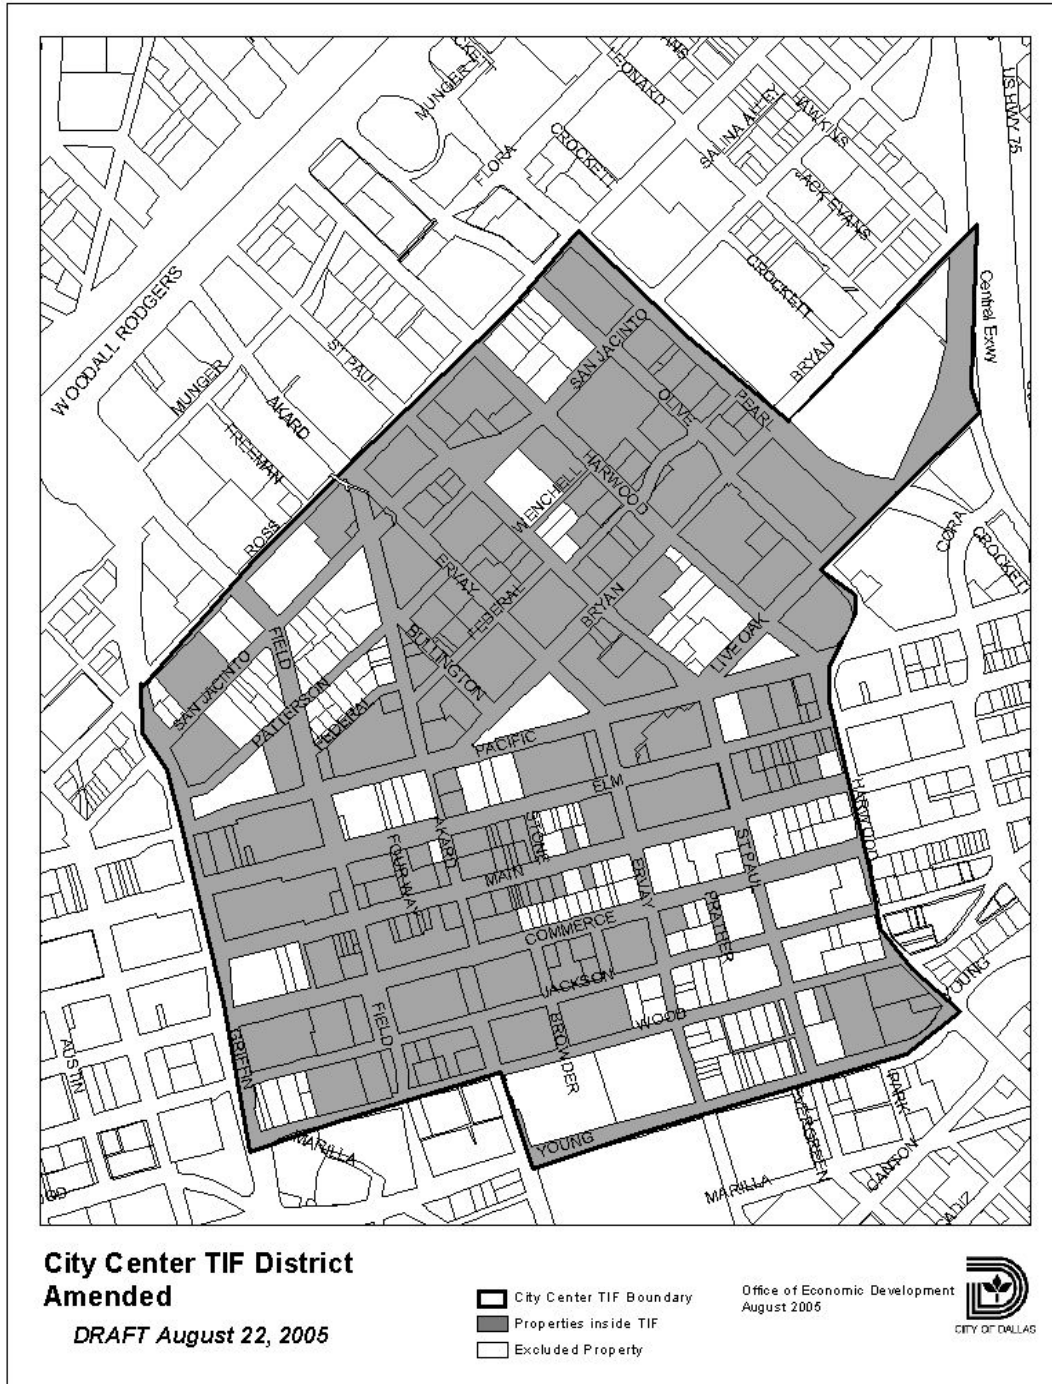 MUNGER
CKETT
LEONARD
ANS
SALINA ALLEY
HAWKINS
US HWY 75
FLORA
CROCKETT
JACK EVANS
CROCKETT
Central Exwy
WOODALL RODGERS
ST PAUL
SAN JACINTO
BRYAN
MUNGER
AKARD
FREEMAN
OLIVE
PEARL
ROSS
WENCHELL
HARWOOD
CORA
CROCKETT
ERVAY
FEDERAL
BRYAN
FIELD
BULLINGTON
LIVE OAK
SAN JACINTO
PATTERSON
FEDERAL
PACIFIC
ELM
HARWOOD
AKARD
STONE
FOUR WAY
MAIN
ERVAY
ST PAUL
PRATHER
COMMERCE
JACKSON
YOUNG
FIELD
BROWDER
WOOD
GRIFFIN
AUSTIN
PARK
EVERGREEN
MARILLA
YOUNG
CANTON
MARILLA
CADIZ
OOD
City Center TIF District
Amended
DRAFT August 22, 2005
City Center TIF Boundary
Properties inside TIF
Excluded Property
Office of Economic Development
August 2005
CITY OF DALLAS